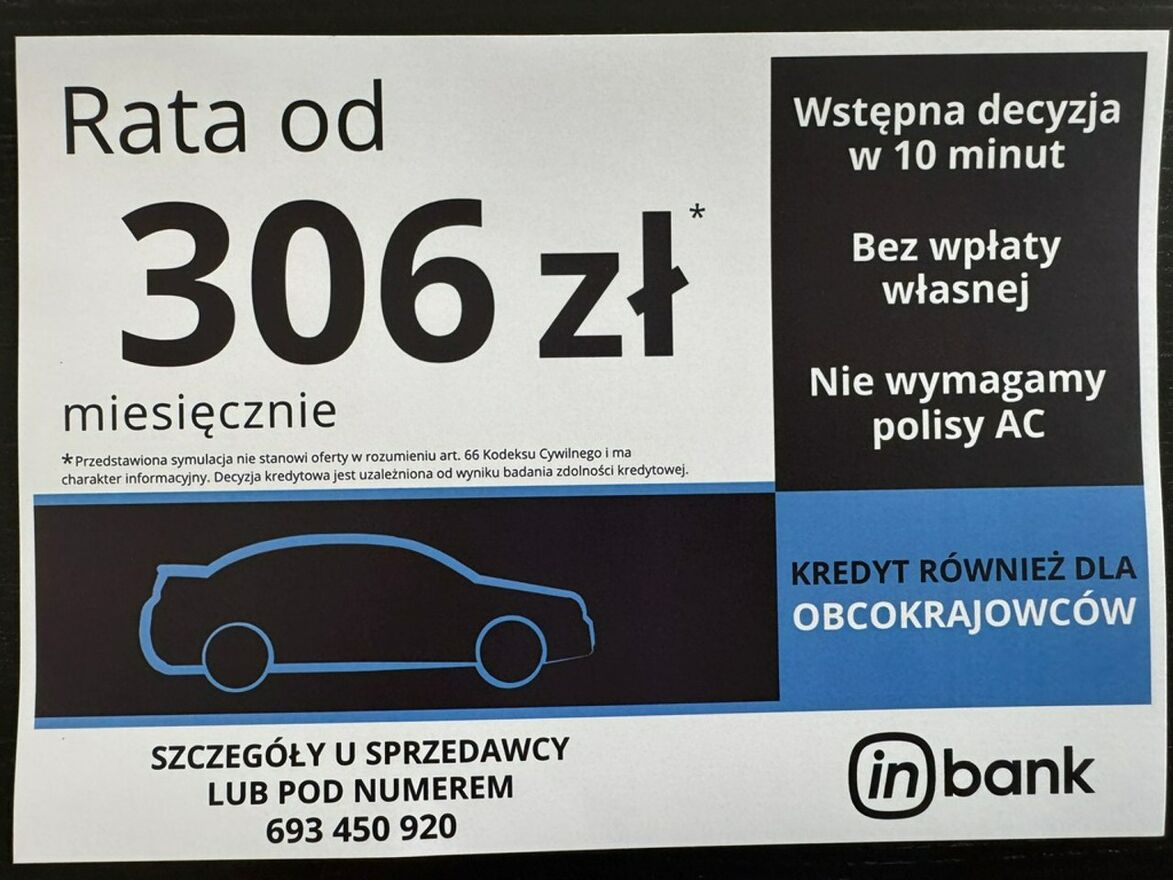 Rata od
306 zł*
miesięcznie
*Przedstawiona symulacja nie stanowi oferty w rozumieniu art. 66 Kodeksu Cywilnego i ma
charakter informacyjny. Decyzja kredytowa jest uzależniona od wyniku badania zdolności kredytowej.
Wstępna decyzja
w 10 minut
Bez wpłaty
własnej
Nie wymagamy
polisy AC
KREDYT RÓWNIEŻ DLA
OBCOKRAJOWCÓW
SZCZEGÓŁY U SPRZEDAWCY
LUB POD NUMEREM
693 450 920
inbank